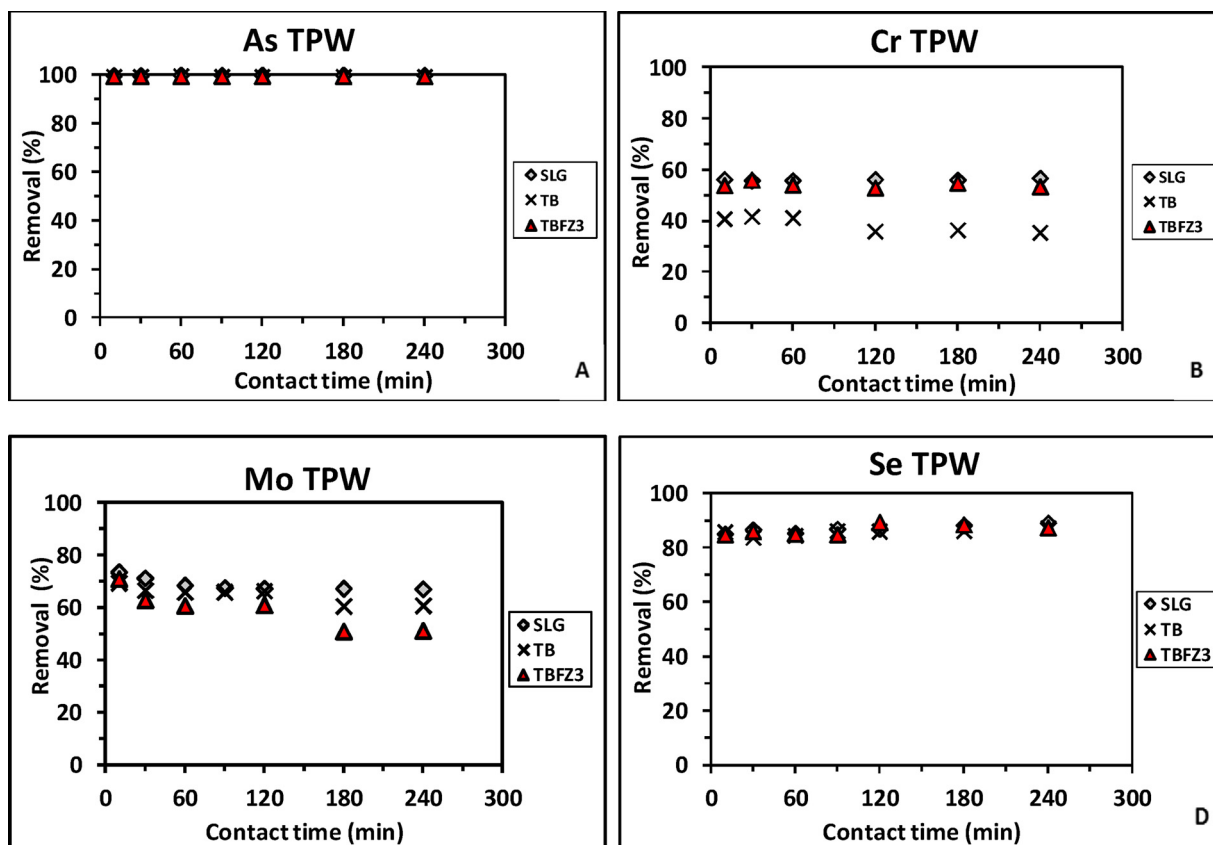 As TPW
100
80
60
40
20
0
Removal (%)
0 60 120 180 240 300
Contact time (min)
SLG
TB
TBFZ3
A
Cr TPW
100
80
60
40
20
0
Removal (%)
0 60 120 180 240 300
Contact time (min)
SLG
TB
TBFZ3
B
Mo TPW
100
80
60
40
20
0
Removal (%)
0 60 120 180 240 300
Contact time (min)
SLG
TB
TBFZ3
Se TPW
100
80
60
40
20
0
Removal (%)
0 60 120 180 240 300
Contact time (min)
SLG
TB
TBFZ3
D